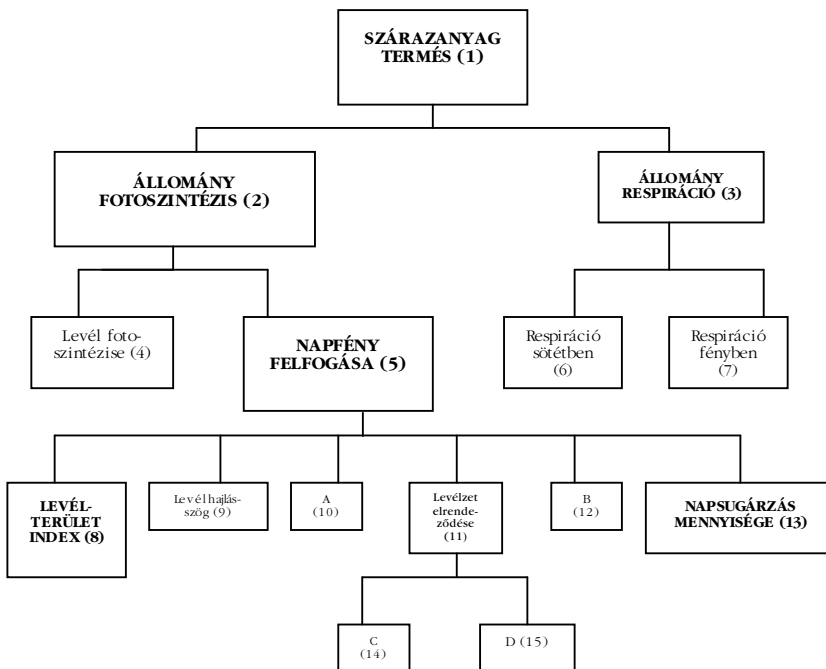 SZÁRAZANYAG
TERMÉS (1)
ÁLLOMÁNY
FOTOSZINTÉZIS (2)
ÁLLOMÁNY
RESPIRÁCIÓ (3)
Levél foto-
szintézise (4)
NAPFÉNY
FELFOGÁSA (5)
Respiráció
sötétben
(6)
Respiráció
fényben
(7)
LEVÉL-
TERÜLET
INDEX (8)
Levél hajlás-
szög (9)
A
(10)
Levélzet
elrende-
ződése
(11)
B
(12)
NAPSUGÁRZÁS
MENNYISÉGE (13)
C
(14)
D (15)